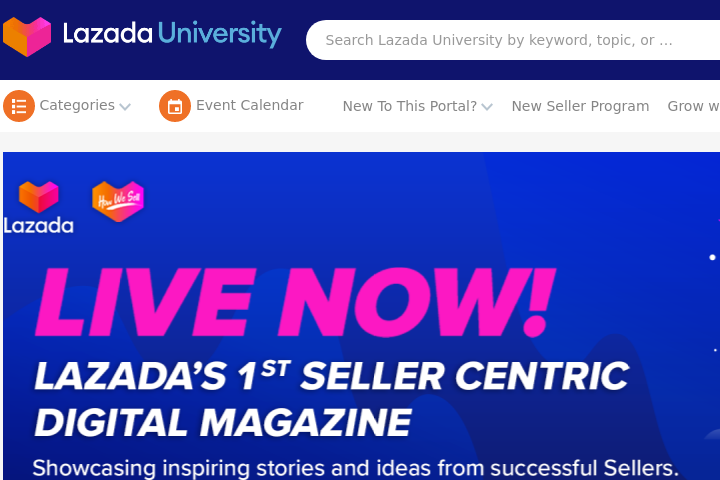 Lazada University
Search Lazada University by keyword, topic, or ...
Categories
Event Calendar
New To This Portal?
New Seller Program
Grow w
Lazada
How We Sell
LIVE NOW!
LAZADA'S 1ST SELLER CENTRIC
DIGITAL MAGAZINE
Showcasing inspiring stories and ideas from successful Sellers.